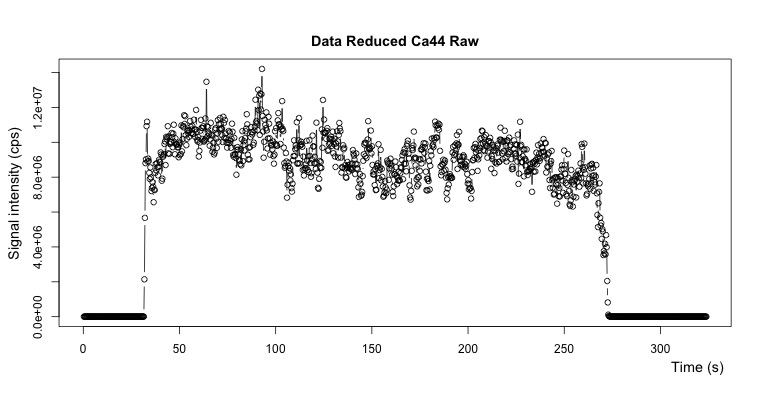 Data Reduced Ca44 Raw
Signal intensity (cps)
0.0e+00 4.0e+06 8.0e+06 1.2e+07
0 50 100 150 200 250 300
Time (s)